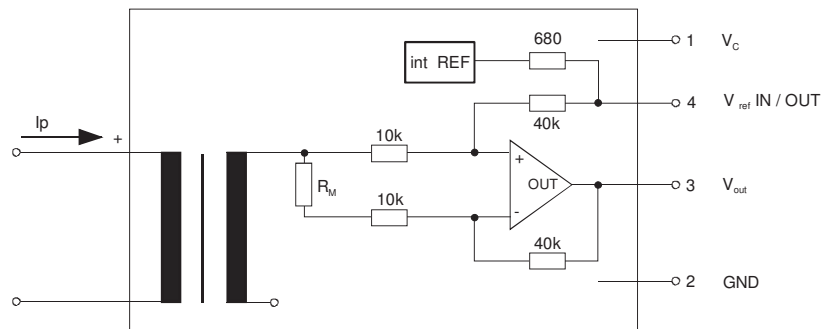 680
1 V_C
int REF
Ip
+
4 V_ref IN / OUT
10k
40k
+
R_M
OUT
3 V_out
10k
-
40k
2 GND